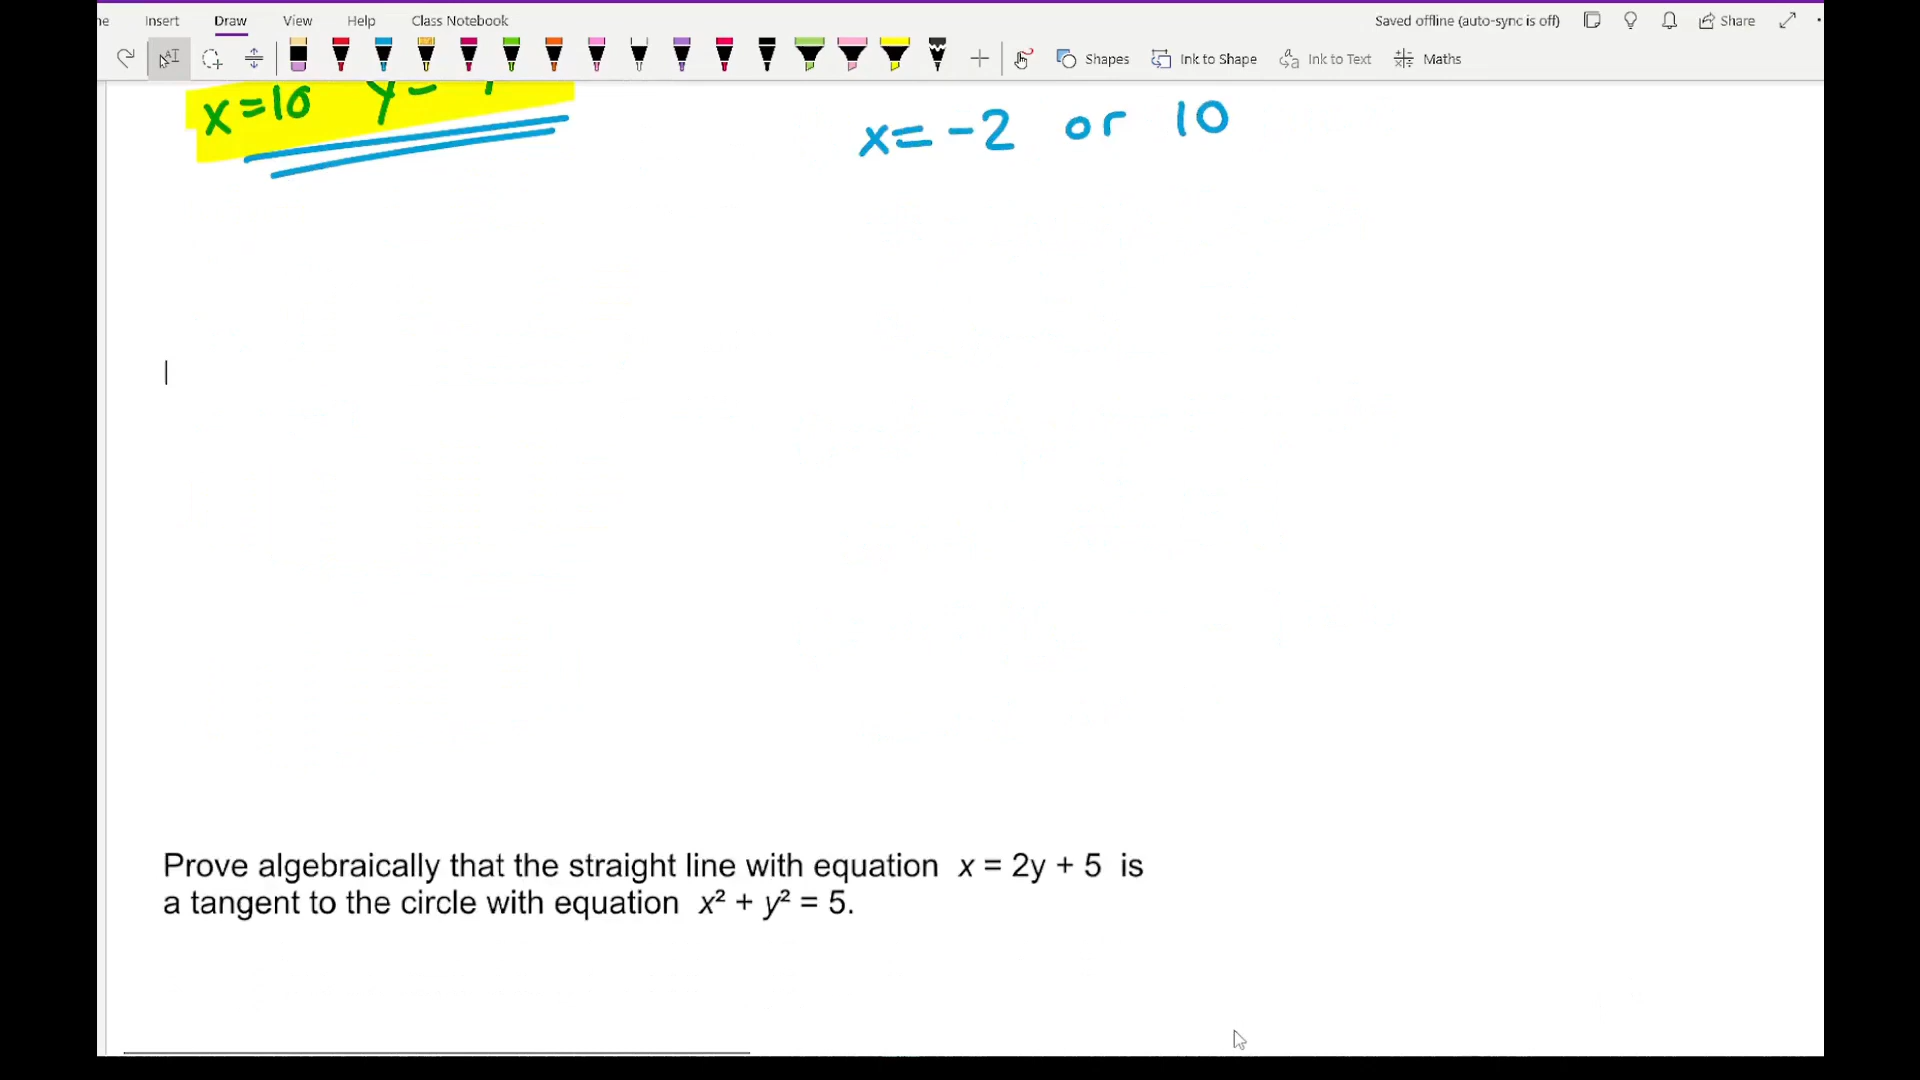 Insert Draw View Help Class Notebook Saved offline (auto-sync is off) Share
Shapes Ink to Shape Ink to Text Maths
x=10 y=
x= -2 or 10
Prove algebraically that the straight line with equation x = 2y + 5 is
a tangent to the circle with equation x² + y² = 5.